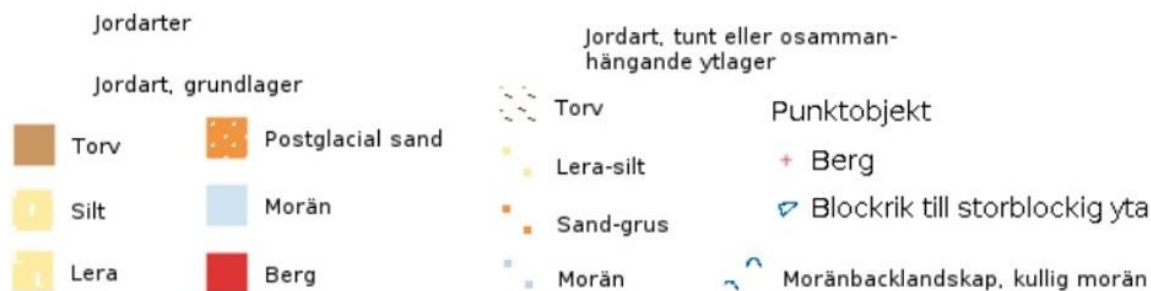 Jordarter
Jordart, grundlager
Torv
Postglacial sand
Silt
Morän
Lera
Berg
Jordart, tunt eller osamman-
hängande ytlager
Torv
Lera-silt
Sand-grus
Morän
Punktobjekt
Berg
Blockrik till storblockig yta
Moränbacklandskap, kullig morän